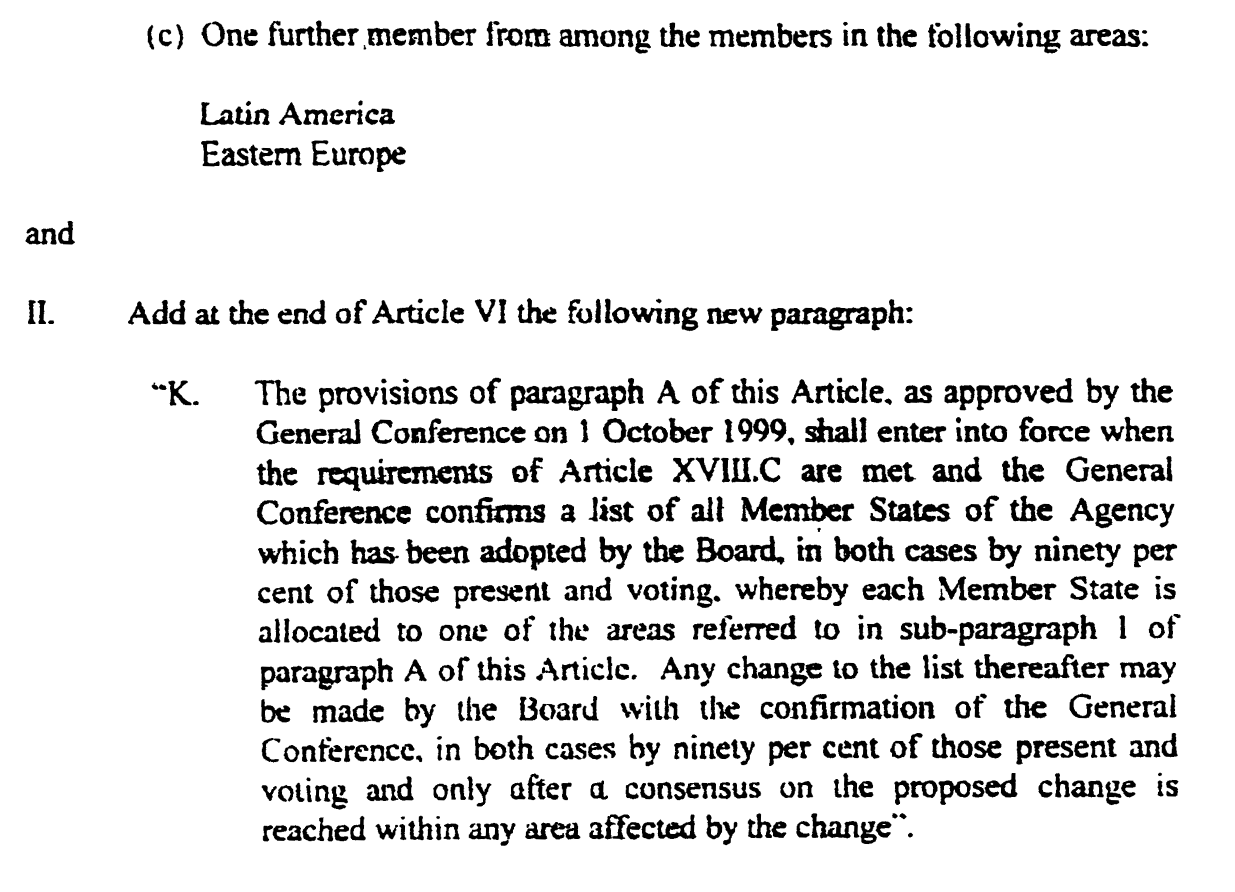 (c) One further member from among the members in the following areas:
Latin America
Eastern Europe
and
II. Add at the end of Article VI the following new paragraph:
“K. The provisions of paragraph A of this Article, as approved by the
General Conference on 1 October 1999, shall enter into force when
the requirements of Article XVIII.C are met and the General
Conference confirms a list of all Member States of the Agency
which has been adopted by the Board, in both cases by ninety per
cent of those present and voting, whereby each Member State is
allocated to one of the areas referred to in sub-paragraph 1 of
paragraph A of this Article. Any change to the list thereafter may
be made by the Board with the confirmation of the General
Conference, in both cases by ninety per cent of those present and
voting and only after a consensus on the proposed change is
reached within any area affected by the change”.